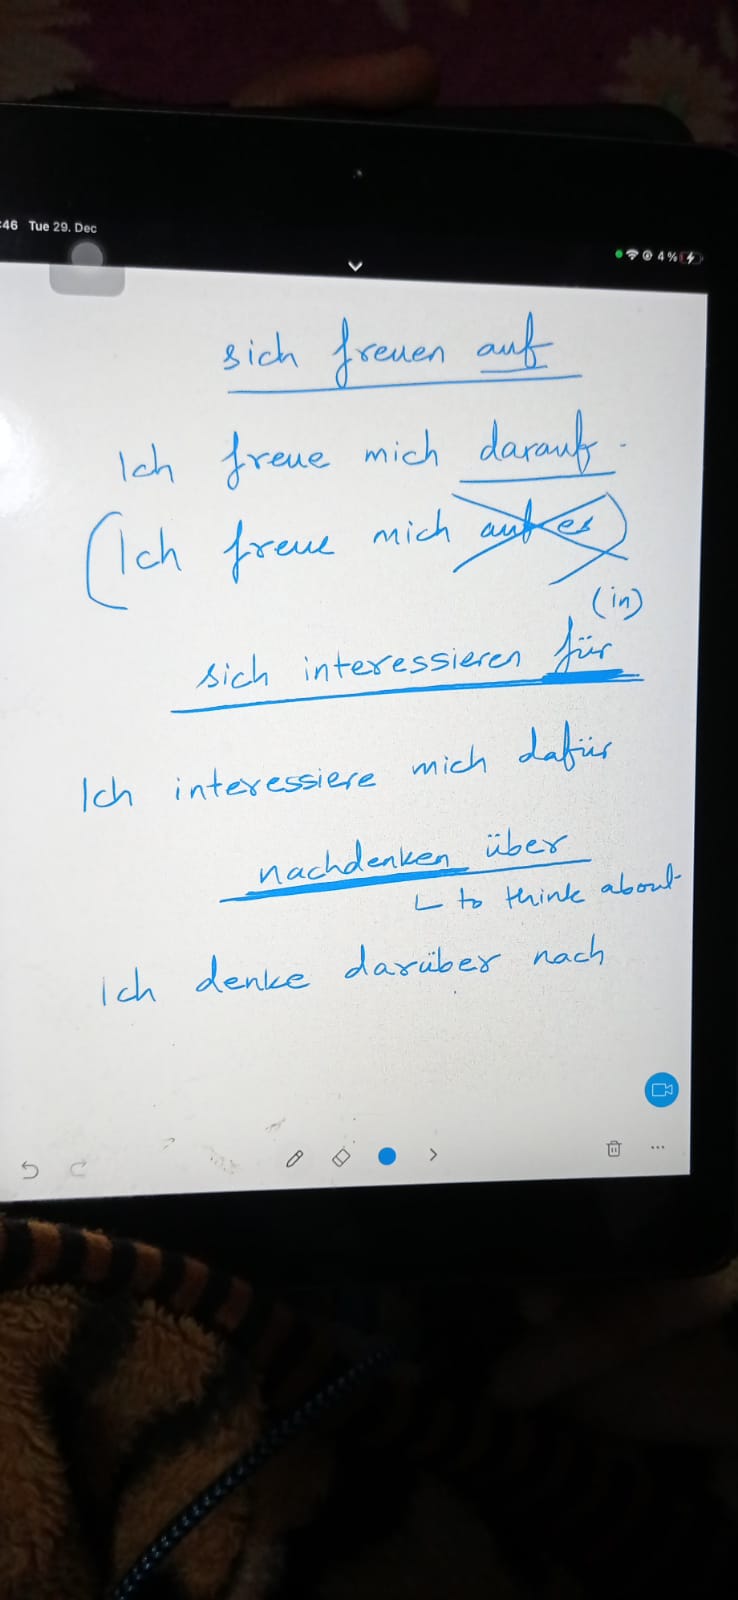 :46 Tue 29. Dec
4%
sich freuen auf
Ich freue mich darauf.
(Ich freue mich auf es)
(in)
sich interessieren für
Ich interessiere mich dafür
nachdenken über
to think about
Ich denke darüber nach